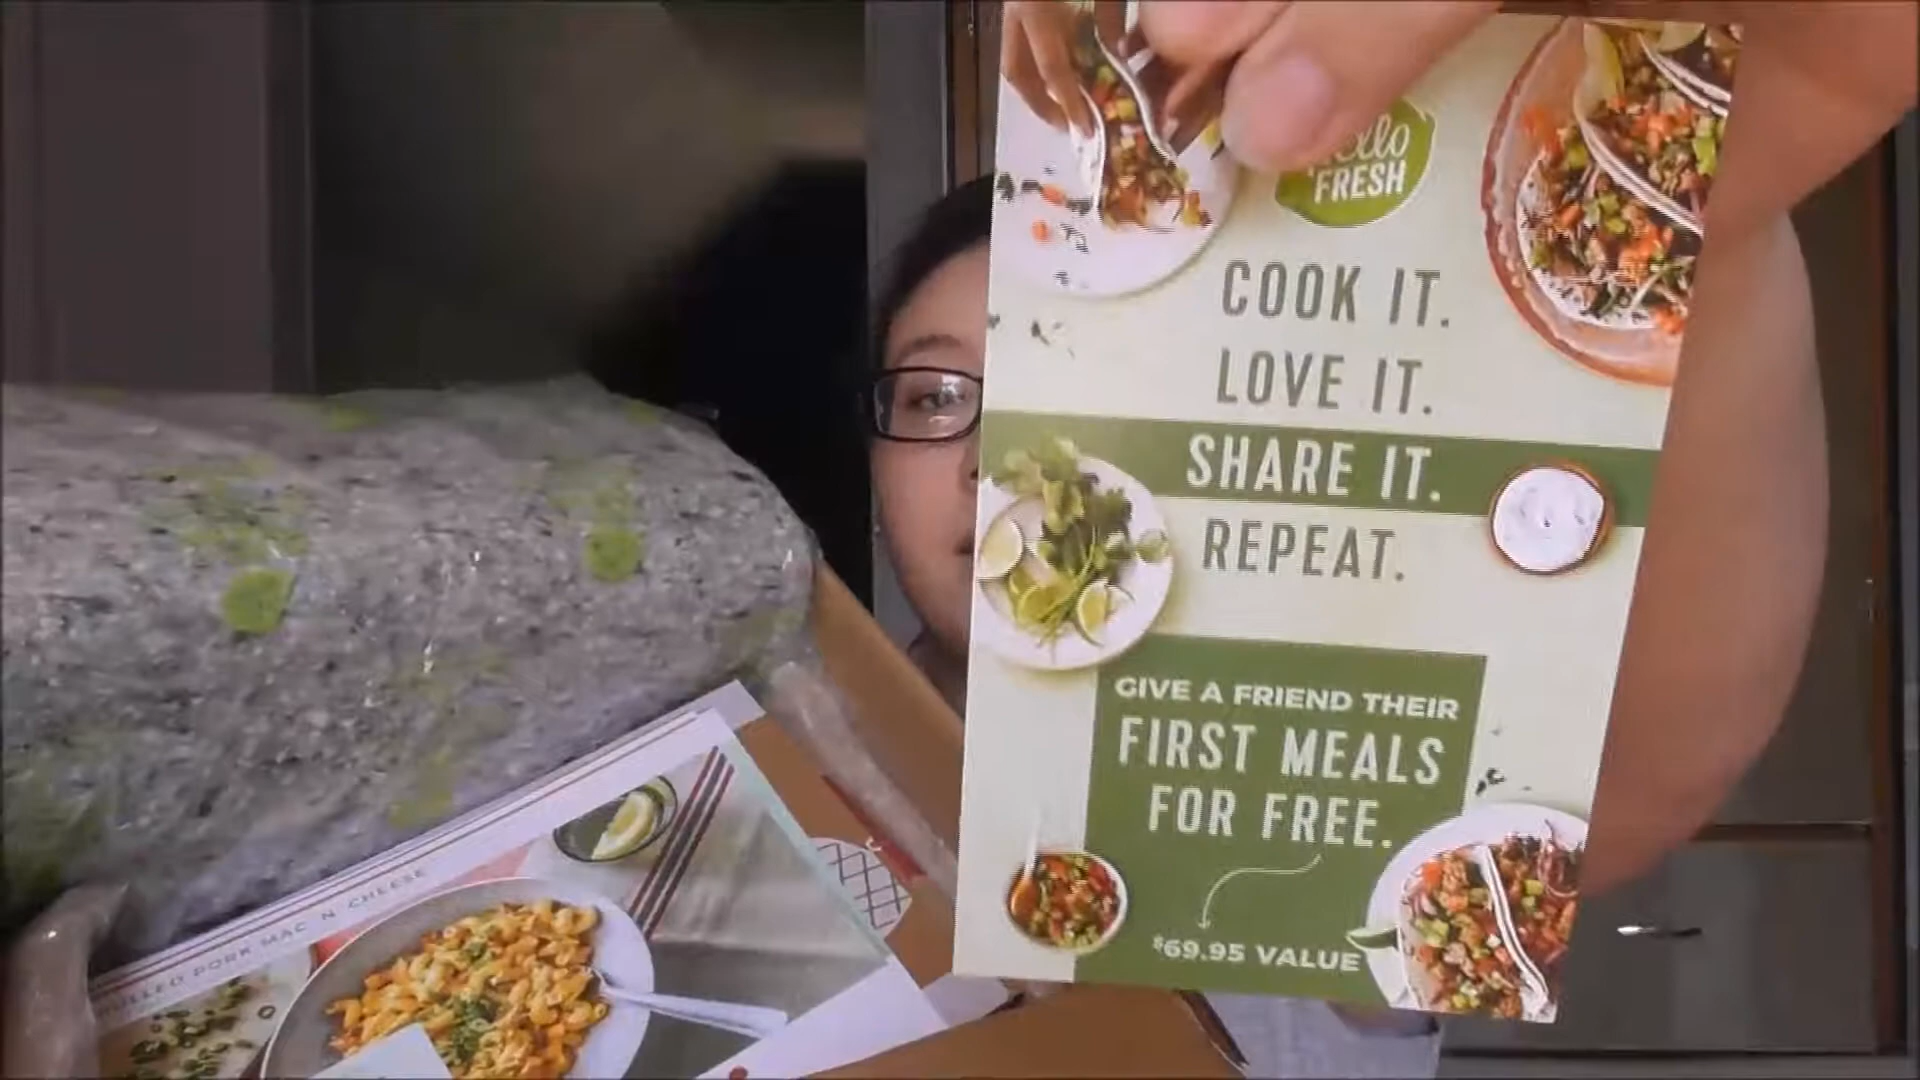 Hello
FRESH
COOK IT.
LOVE IT.
SHARE IT.
REPEAT.
GIVE A FRIEND THEIR
FIRST MEALS
FOR FREE.
$69.95 VALUE
PULLED PORK MAC 'N' CHEESE